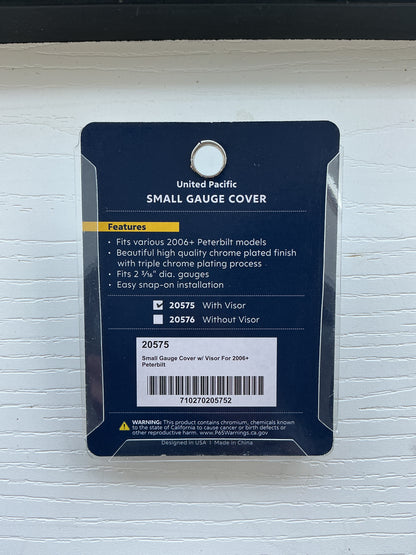 United Pacific
SMALL GAUGE COVER
Features
• Fits various 2006+ Peterbilt models
• Beautiful high quality chrome plated finish
with triple chrome plating process
• Fits 2 5/16" dia. gauges
• Easy snap-on installation
20575 With Visor
20576 Without Visor
20575
Small Gauge Cover w/ Visor For 2006+
Peterbilt
710270205752
WARNING: This product contains chromium, chemicals known
to the state of California to cause cancer or birth defects or
other reproductive harm. www.P65Warnings.ca.gov
Designed in USA | Made in China